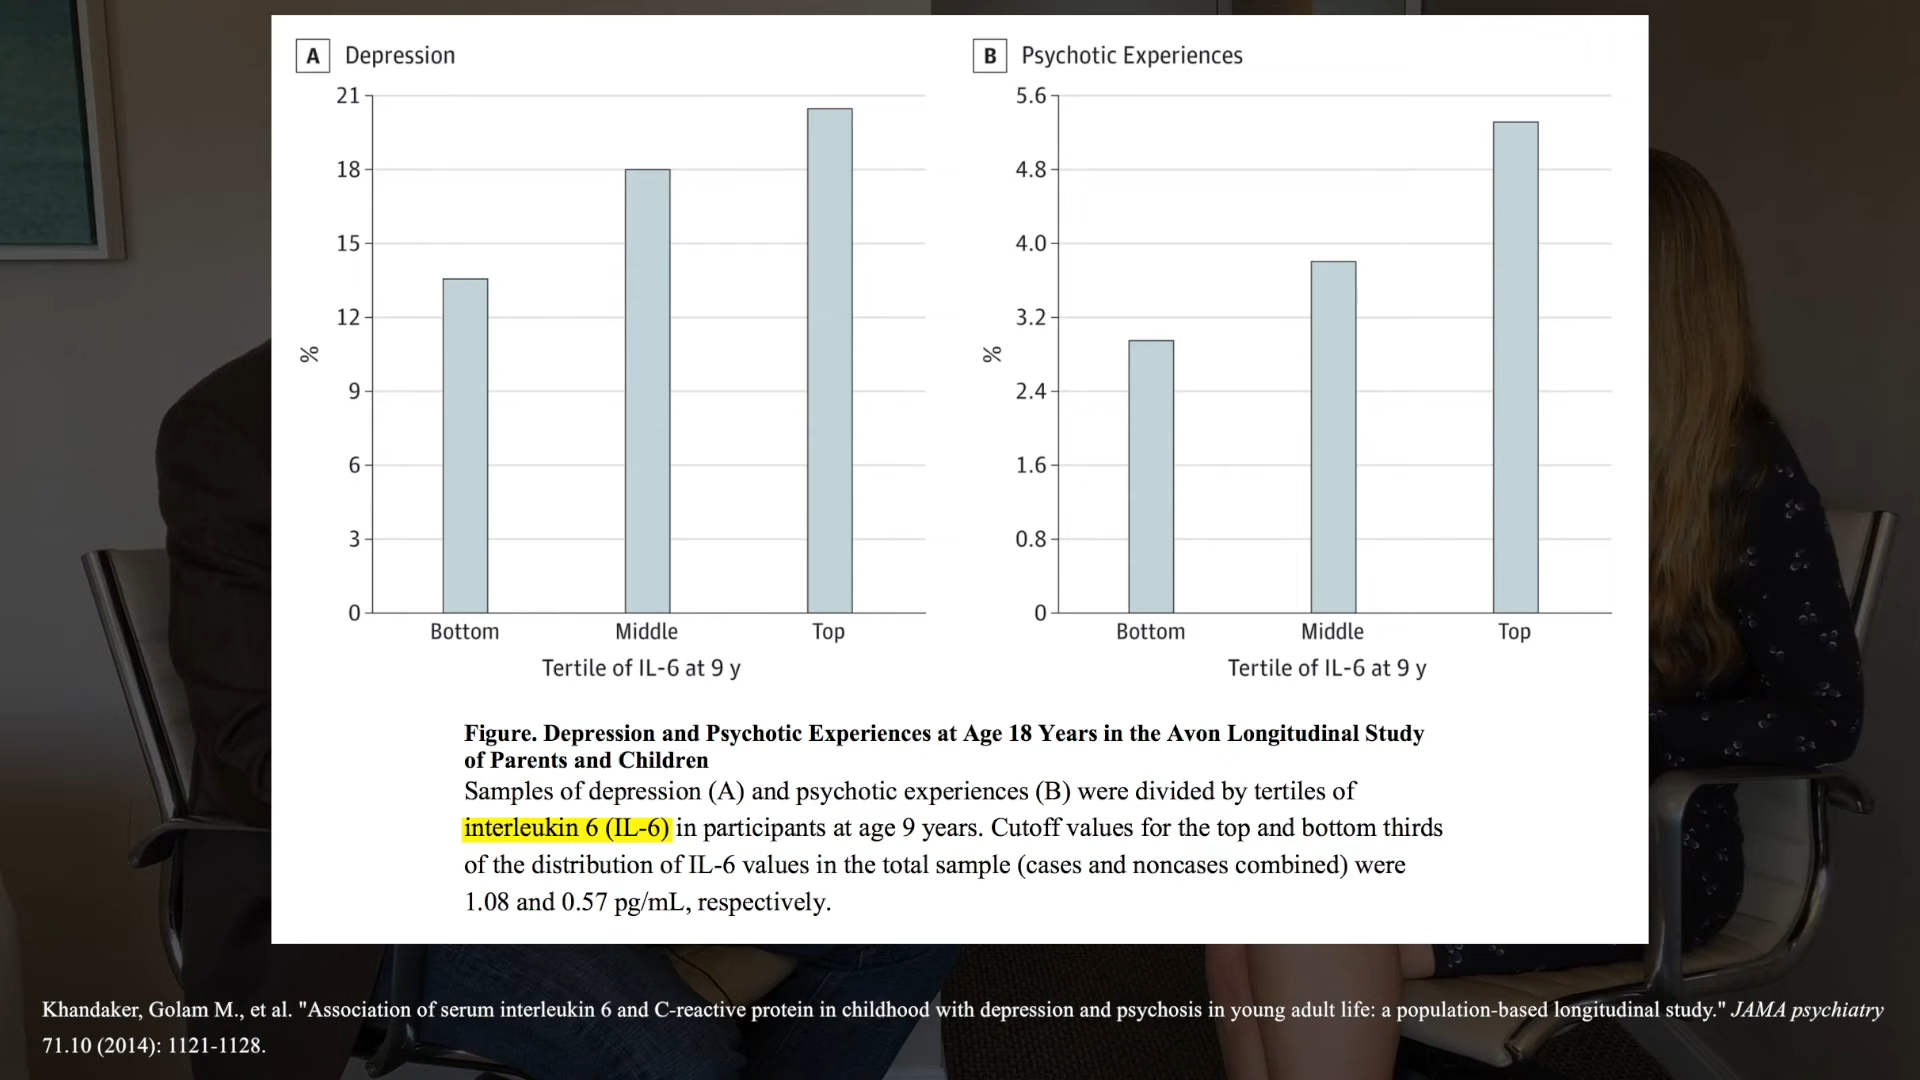 A Depression
21
18
15
12
9
6
3
0
%
Bottom Middle Top
Tertile of IL-6 at 9 y
B Psychotic Experiences
5.6
4.8
4.0
3.2
2.4
1.6
0.8
0
%
Bottom Middle Top
Tertile of IL-6 at 9 y
Figure. Depression and Psychotic Experiences at Age 18 Years in the Avon Longitudinal Study
of Parents and Children
Samples of depression (A) and psychotic experiences (B) were divided by tertiles of
interleukin 6 (IL-6) in participants at age 9 years. Cutoff values for the top and bottom thirds
of the distribution of IL-6 values in the total sample (cases and noncases combined) were
1.08 and 0.57 pg/mL, respectively.
Khandaker, Golam M., et al. "Association of serum interleukin 6 and C-reactive protein in childhood with depression and psychosis in young adult life: a population-based longitudinal study." JAMA psychiatry
71.10 (2014): 1121-1128.